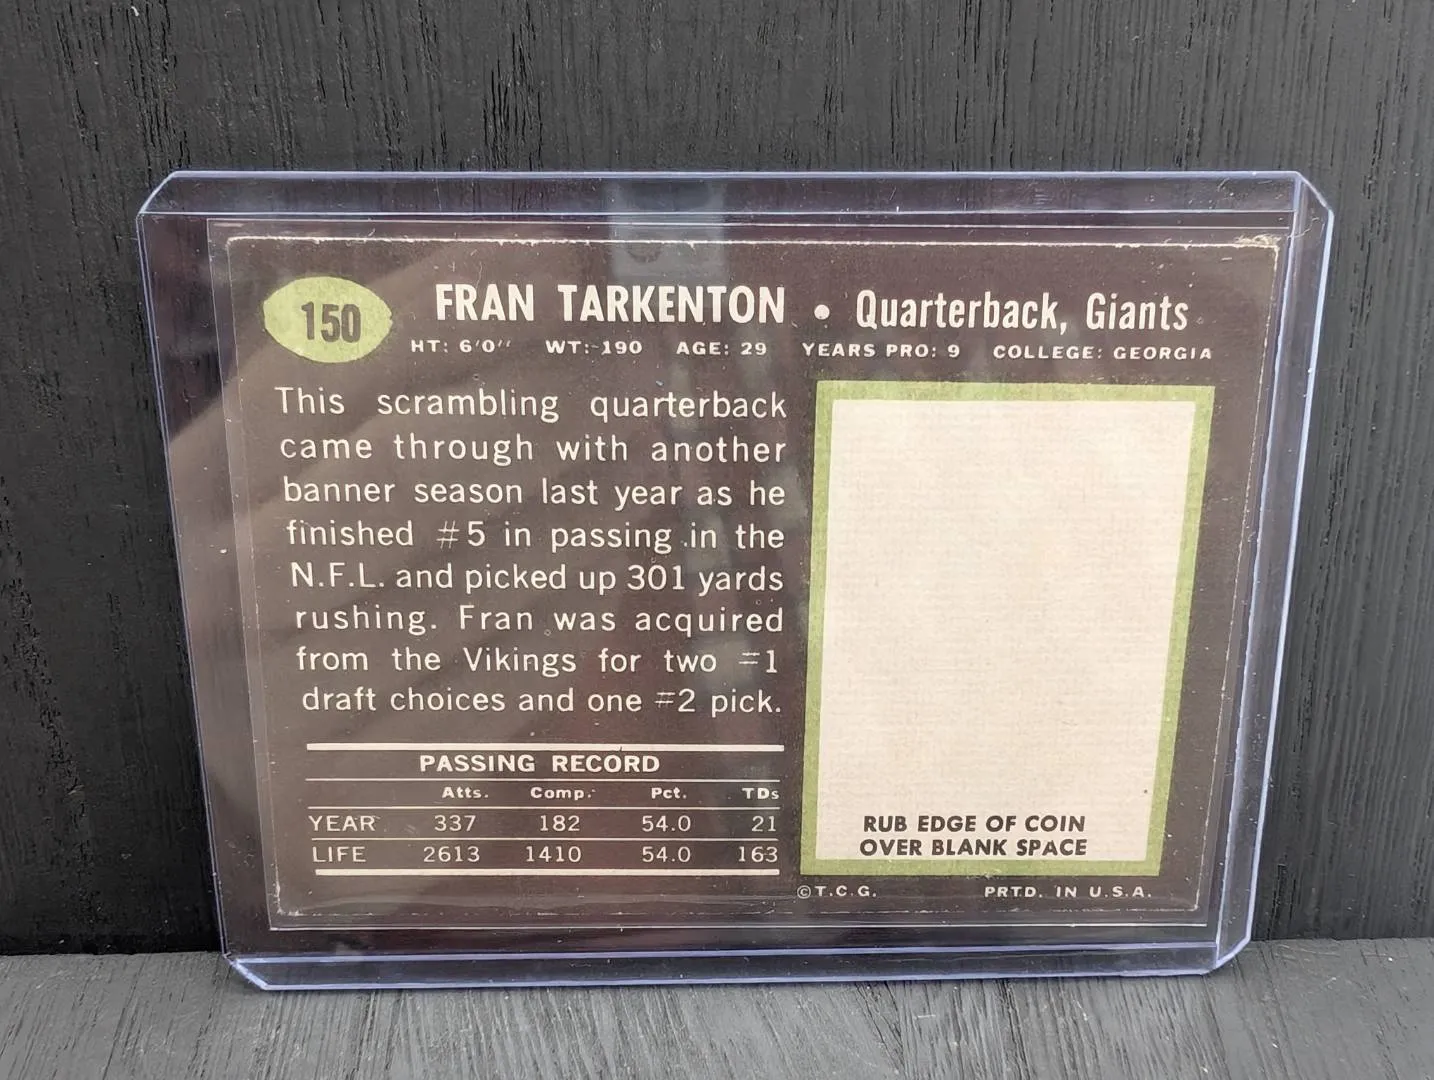 150
FRAN TARKENTON • Quarterback, Giants
HT: 6'0" WT: 190 AGE: 29 YEARS PRO: 9 COLLEGE: GEORGIA
This scrambling quarterback
came through with another
banner season last year as he
finished #5 in passing in the
N.F.L. and picked up 301 yards
rushing. Fran was acquired
from the Vikings for two #1
draft choices and one #2 pick.
PASSING RECORD
Atts. Comp. Pct. TDs
YEAR 337 182 54.0 21
LIFE 2613 1410 54.0 163
RUB EDGE OF COIN
OVER BLANK SPACE
©T.C.G. PRTD. IN U.S.A.